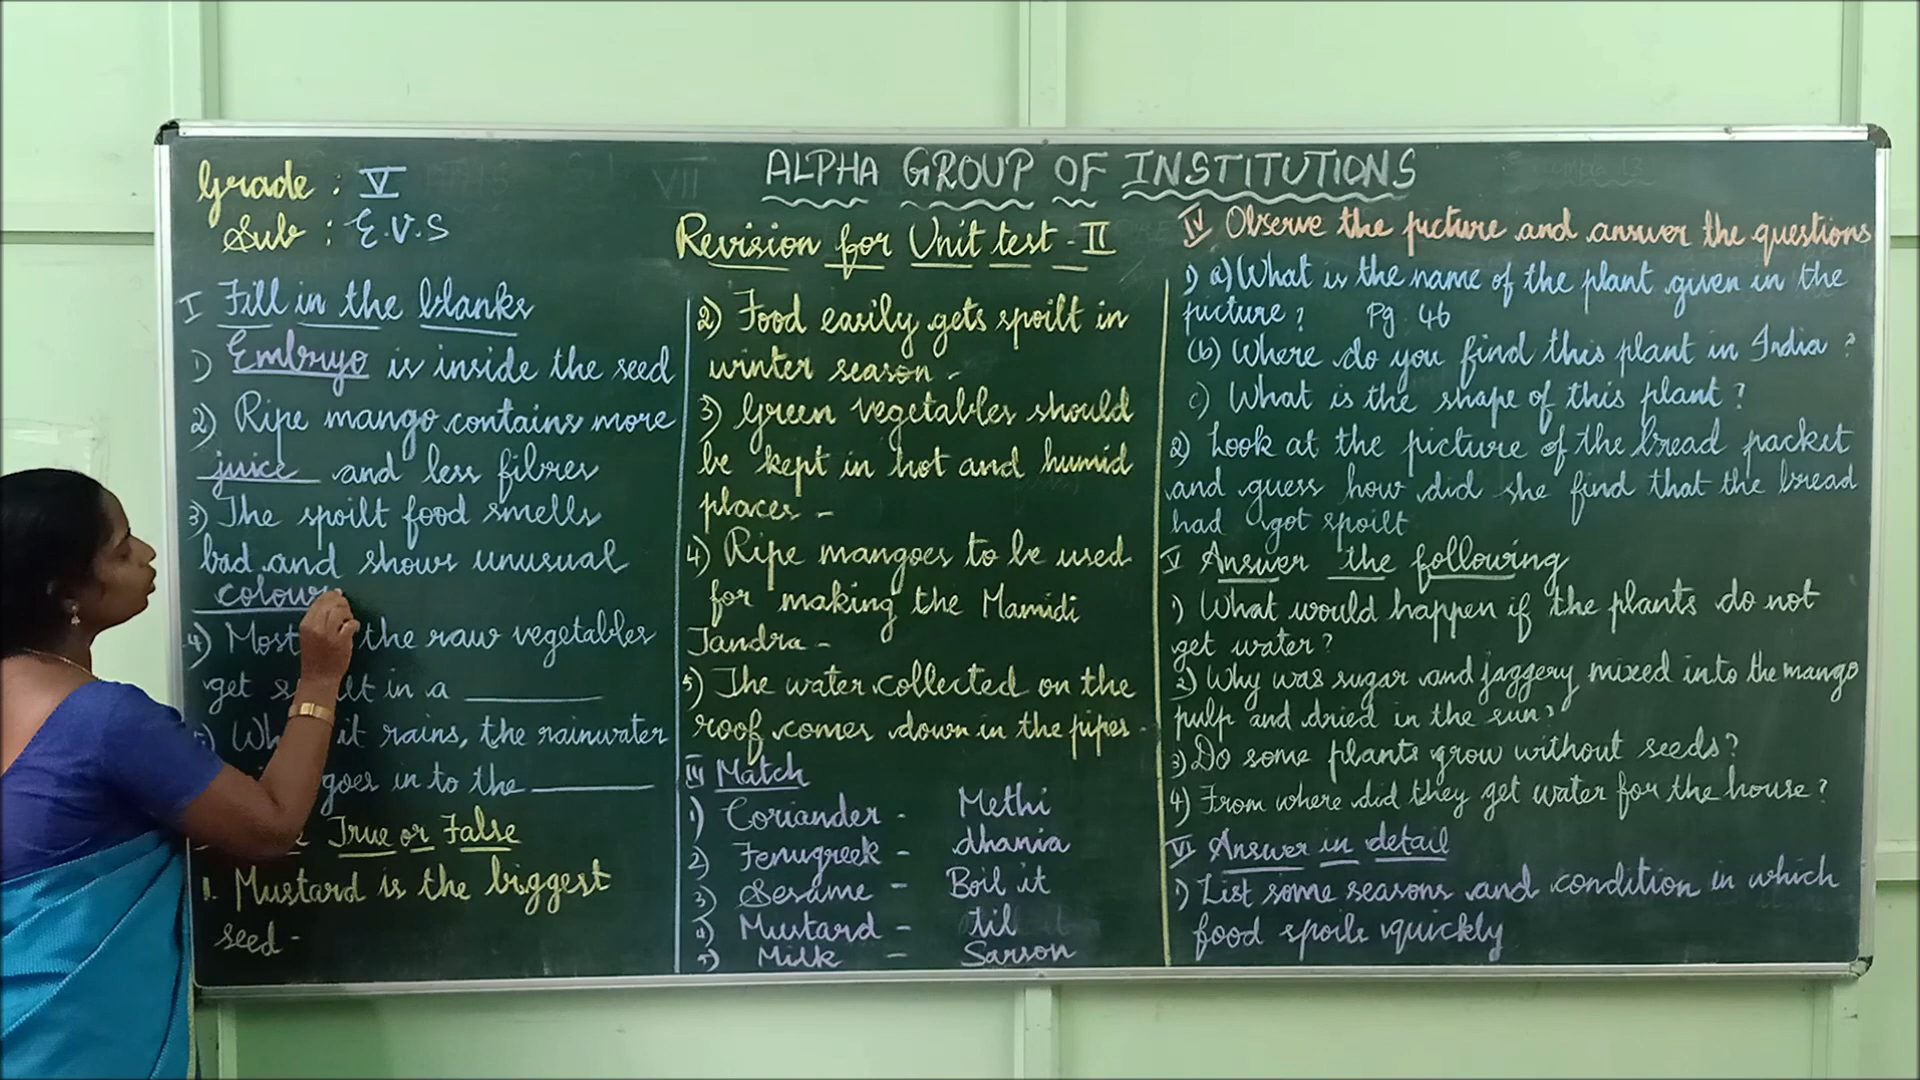 ALPHA GROUP OF INSTITUTIONS
Grade : V
Sub : E.V.S
Revision for Unit test - II
I Fill in the blanks
1) Embryo is inside the seed
2) Ripe mango contains more
juice and less fibres
3) The spoilt food smells
bad and shows unusual
colour
4) Most the raw vegetables
get in a ______
it rains, the rainwater
goes in to the ______
True or False
1. Mustard is the biggest
seed -
2) Food easily gets spoilt in
winter season -
3) Green vegetables should
be kept in hot and humid
places -
4) Ripe mangoes to be used
for making the Mamidi
Tandra -
5) The water collected on the
roof comes down in the pipes -
III Match
1) Coriander - Methi
2) Fenugreek - dhania
3) Sesame - Boil it
4) Mustard - til
5) Milk - Sarson
IV Observe the picture and answer the questions
1) a) What is the name of the plant given in the
picture? Pg. 46
(b) Where do you find this plant in India ?
c) What is the shape of this plant ?
2) Look at the picture of the bread packet
and guess how did she find that the bread
had got spoilt
V Answer the following
1) What would happen if the plants do not
get water?
2) Why was sugar and jaggery mixed into the mango
pulp and dried in the sun?
3) Do some plants grow without seeds?
4) From where did they get water for the house?
VI Answer in detail
1) List some seasons and condition in which
food spoils quickly